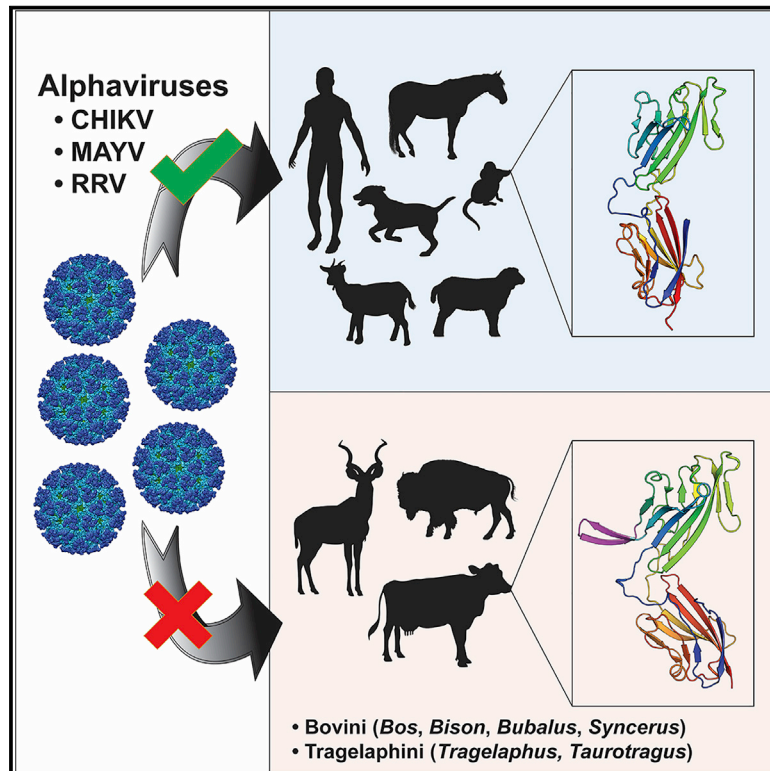 Alphaviruses
• CHIKV
• MAYV
• RRV
• Bovini (Bos, Bison, Bubalus, Syncerus)
• Tragelaphini (Tragelaphus, Taurotragus)